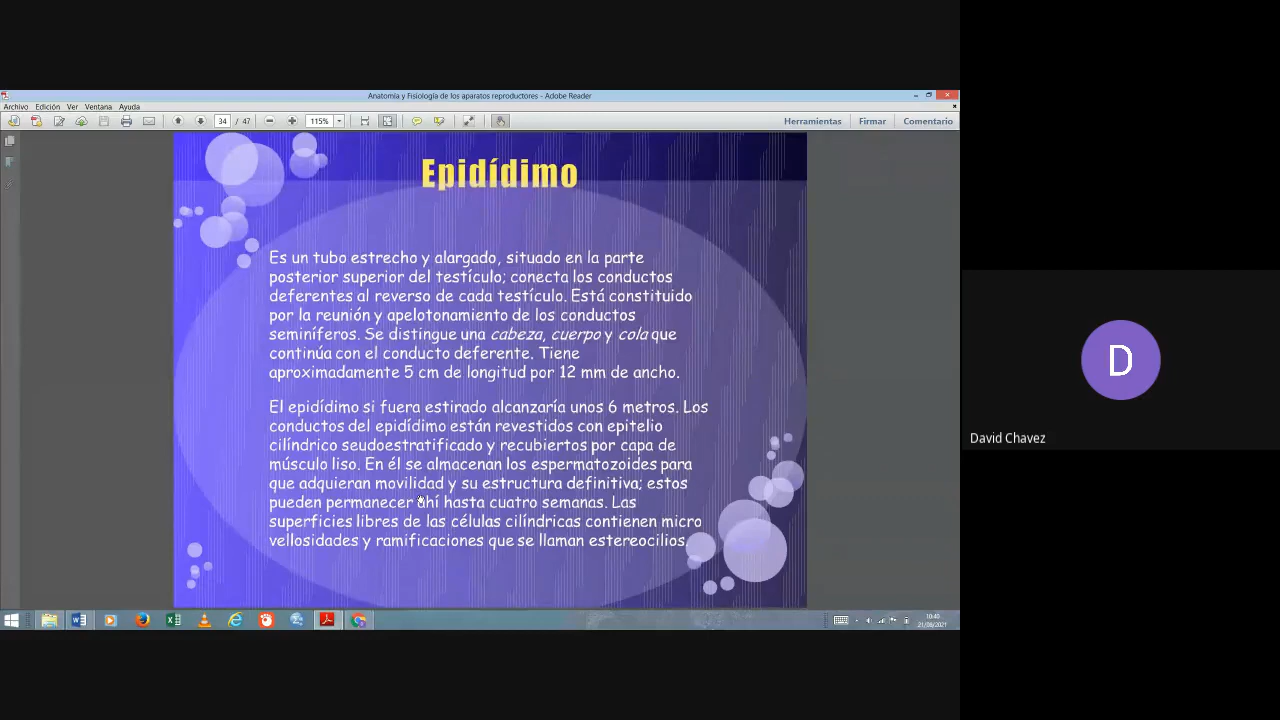 Anatomía y Fisiología de los aparatos reproductores - Adobe Reader
Archivo Edición Ver Ventana Ayuda
34 / 47 115% Herramientas Firmar Comentario
Epidídimo
Es un tubo estrecho y alargado, situado en la parte
posterior superior del testículo; conecta los conductos
deferentes al reverso de cada testículo. Está constituido
por la reunión y apelotonamiento de los conductos
seminíferos. Se distingue una cabeza, cuerpo y cola que
continúa con el conducto deferente. Tiene
aproximadamente 5 cm de longitud por 12 mm de ancho.
El epidídimo si fuera estirado alcanzaría unos 6 metros. Los
conductos del epidídimo están revestidos con epitelio
cilíndrico seudoestratificado y recubiertos por capa de
músculo liso. En él se almacenan los espermatozoides para
que adquieran movilidad y su estructura definitiva; estos
pueden permanecer ahí hasta cuatro semanas. Las
superficies libres de las células cilíndricas contienen micro
vellosidades y ramificaciones que se llaman estereocilios.
D
David Chavez
10:40
21/08/2021